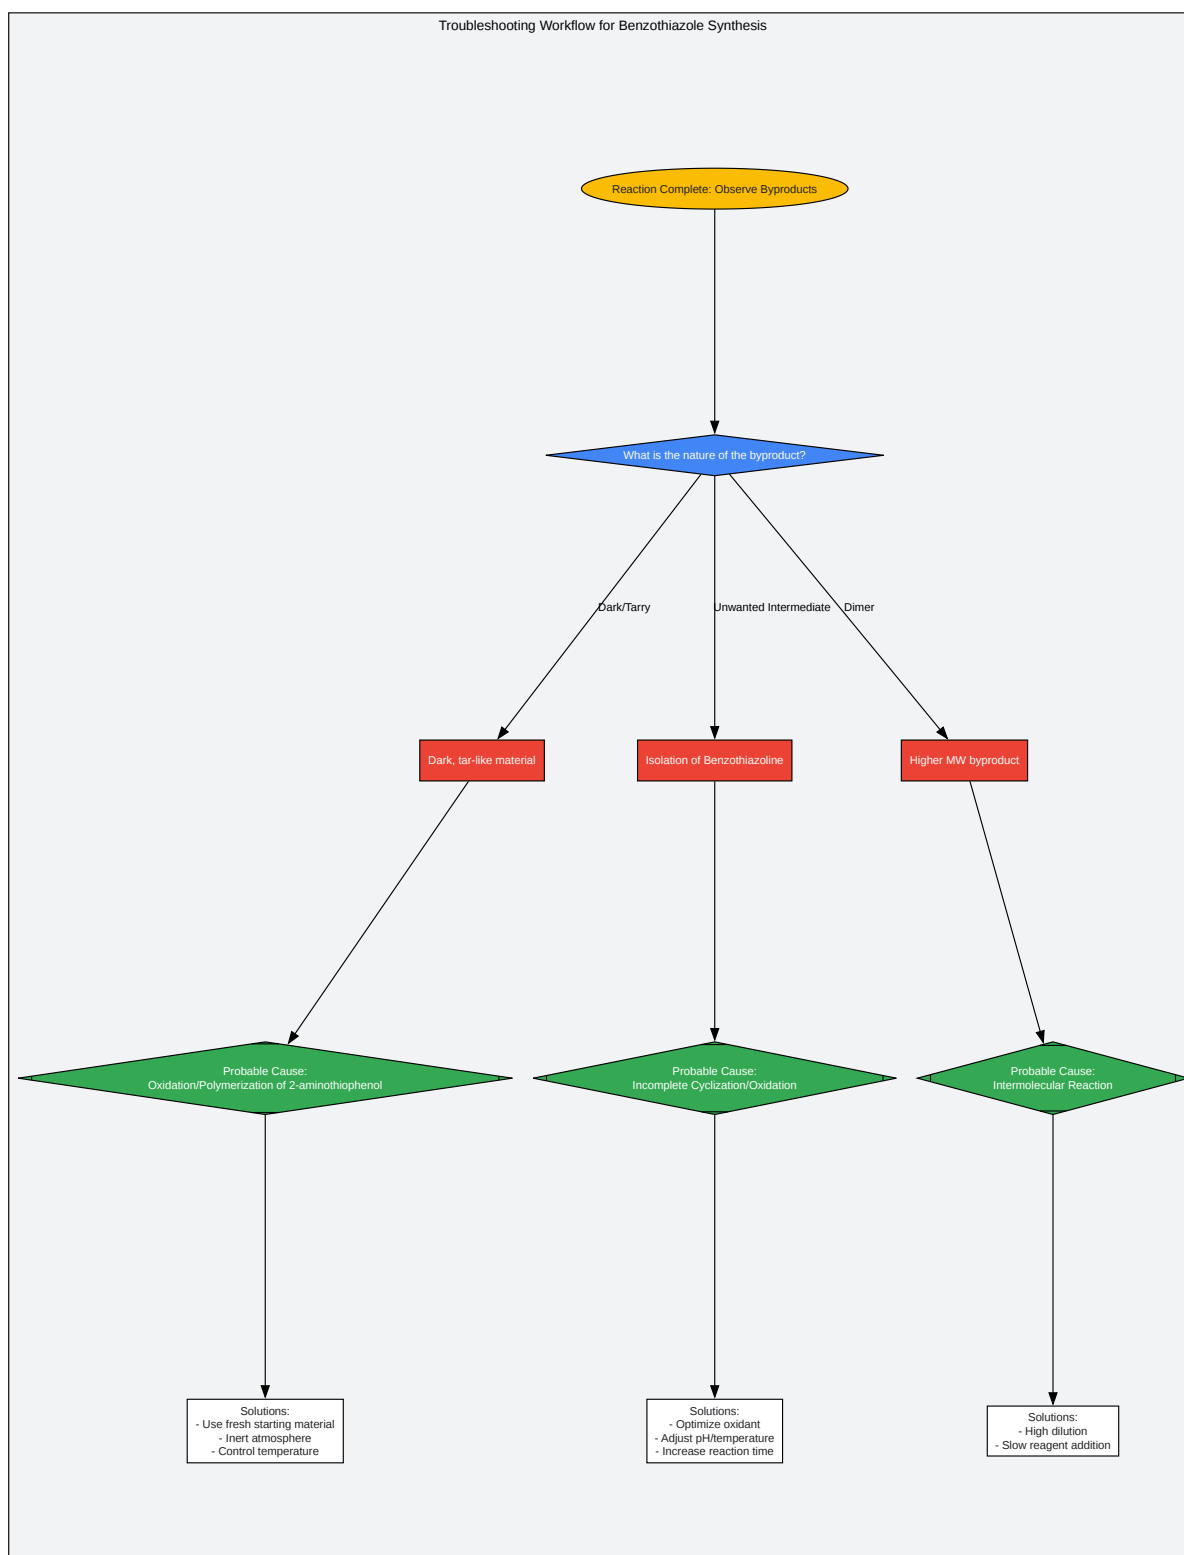 Troubleshooting Workflow for Benzothiazole Synthesis
Reaction Complete: Observe Byproducts
What is the nature of the byproduct?
Dark/Tarry
Unwanted Intermediate
Dimer
Dark, tar-like material
Isolation of Benzothiazoline
Higher MW byproduct
Probable Cause:
Oxidation/Polymerization of 2-aminothiophenol
Probable Cause:
Incomplete Cyclization/Oxidation
Probable Cause:
Intermolecular Reaction
Solutions:
- Use fresh starting material
- Inert atmosphere
- Control temperature
Solutions:
- Optimize oxidant
- Adjust pH/temperature
- Increase reaction time
Solutions:
- High dilution
- Slow reagent addition